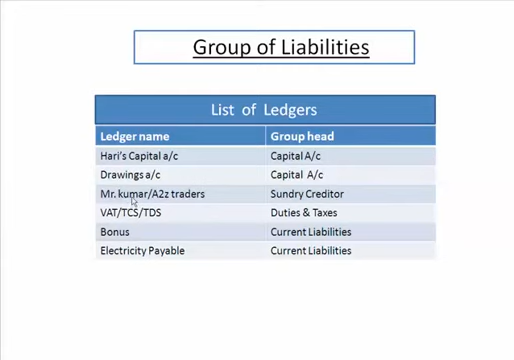 Group of Liabilities
List of Ledgers
Ledger name Group head
Hari's Capital a/c Capital A/c
Drawings a/c Capital A/c
Mr. kumar/A2z traders Sundry Creditor
VAT/TCS/TDS Duties & Taxes
Bonus Current Liabilities
Electricity Payable Current Liabilities